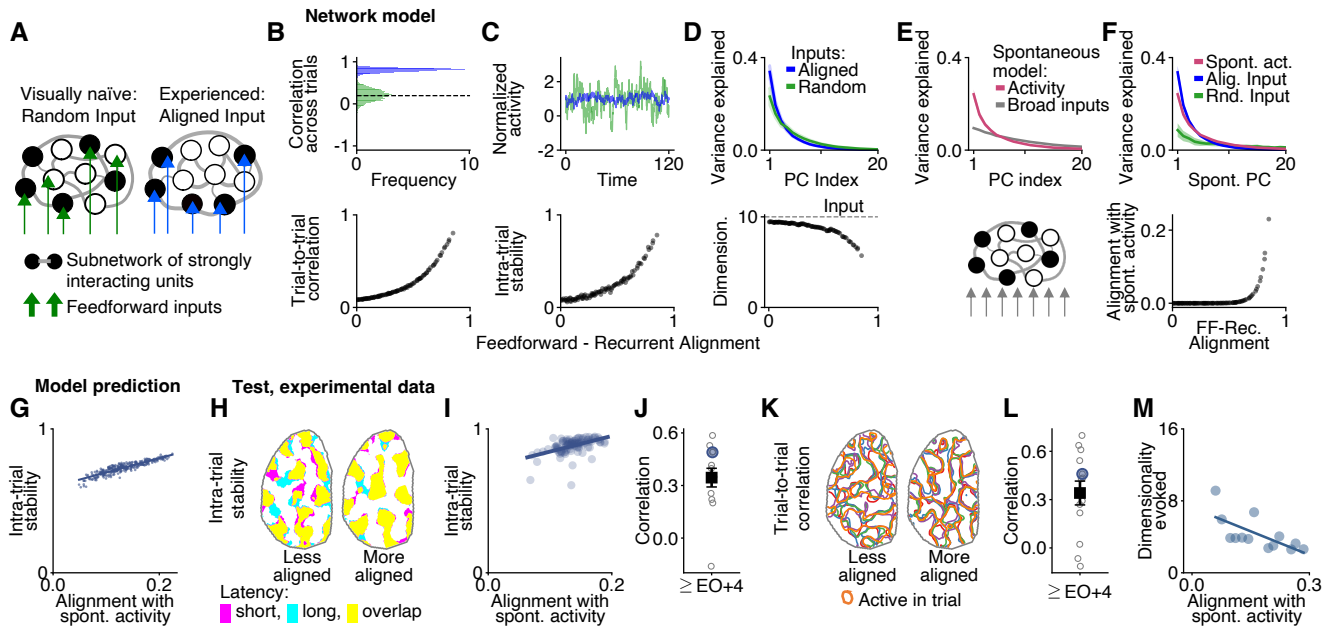 Network model
A
Visually naïve:
Random Input
Experienced:
Aligned Input
Subnetwork of strongly
interacting units
Feedforward inputs
B
Correlation
across trials
1
0
-1
0
10
Frequency
Trial-to-trial
correlation
1
0
0
1
C
Normalized
activity
4
2
0
-2
0
120
Time
Intra-trial
stability
1
0
0
1
Feedforward - Recurrent Alignment
D
Variance explained
0.4
0.0
Inputs:
Aligned
Random
1
20
PC Index
Dimension.
10
0
Input
0
1
E
Variance explained
0.4
0.0
Spontaneous
model:
Activity
Broad inputs
1
20
PC index
F
Variance explained
0.4
0.0
Spont. act.
Alig. Input
Rnd. Input
1
20
Spont. PC
Alignment with
spont. activity
0.2
0.0
0
1
FF-Rec.
Alignment
Model prediction
G
Intra-trial
stability
1
0
0
0.2
Alignment with
spont. activity
Test, experimental data
H
Intra-trial
stability
Less
aligned
More
aligned
Latency:
short,
long,
overlap
I
Intra-trial
stability
1
0
0
0.2
Alignment with
spont. activity
J
Correlation
0.6
0.3
0.0
≥ EO+4
K
Trial-to-trial
correlation
Less
aligned
More
aligned
Active in trial
L
Correlation
0.6
0.3
0.0
≥ EO+4
M
Dimensionality
evoked
16
8
0
0.0
0.3
Alignment with
spont. activity